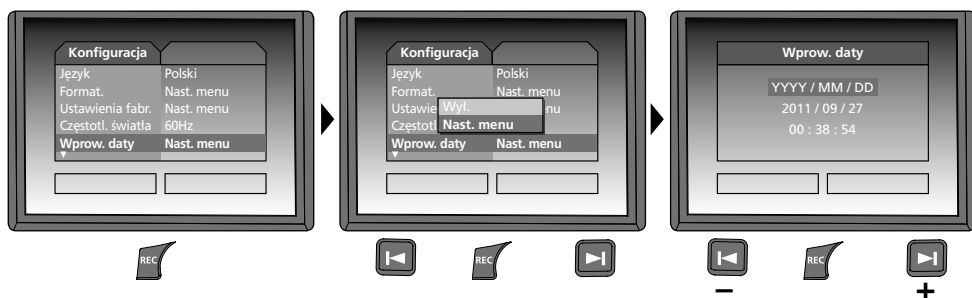 Konfiguracja
Język Polski
Format. Nast. menu
Ustawienia fabr. Nast. menu
Częstotl. światła 60Hz
Wprow. daty Nast. menu
REC
Konfiguracja
Język Polski
Format. Nast. menu
Ustawie nu
Wył.
Częstotl
Nast. menu
Wprow. daty Nast. menu
REC
Wprow. daty
YYYY / MM / DD
2011 / 09 / 27
00 : 38 : 54
REC
− +